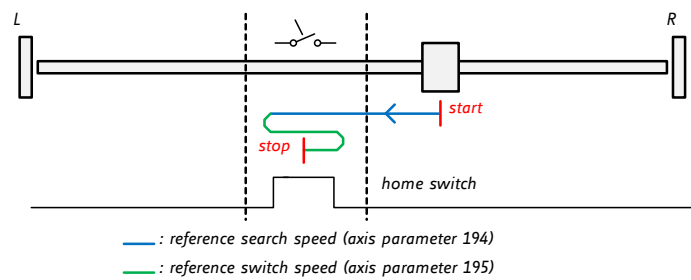 L
R
start
stop
home switch
: reference search speed (axis parameter 194)
: reference switch speed (axis parameter 195)